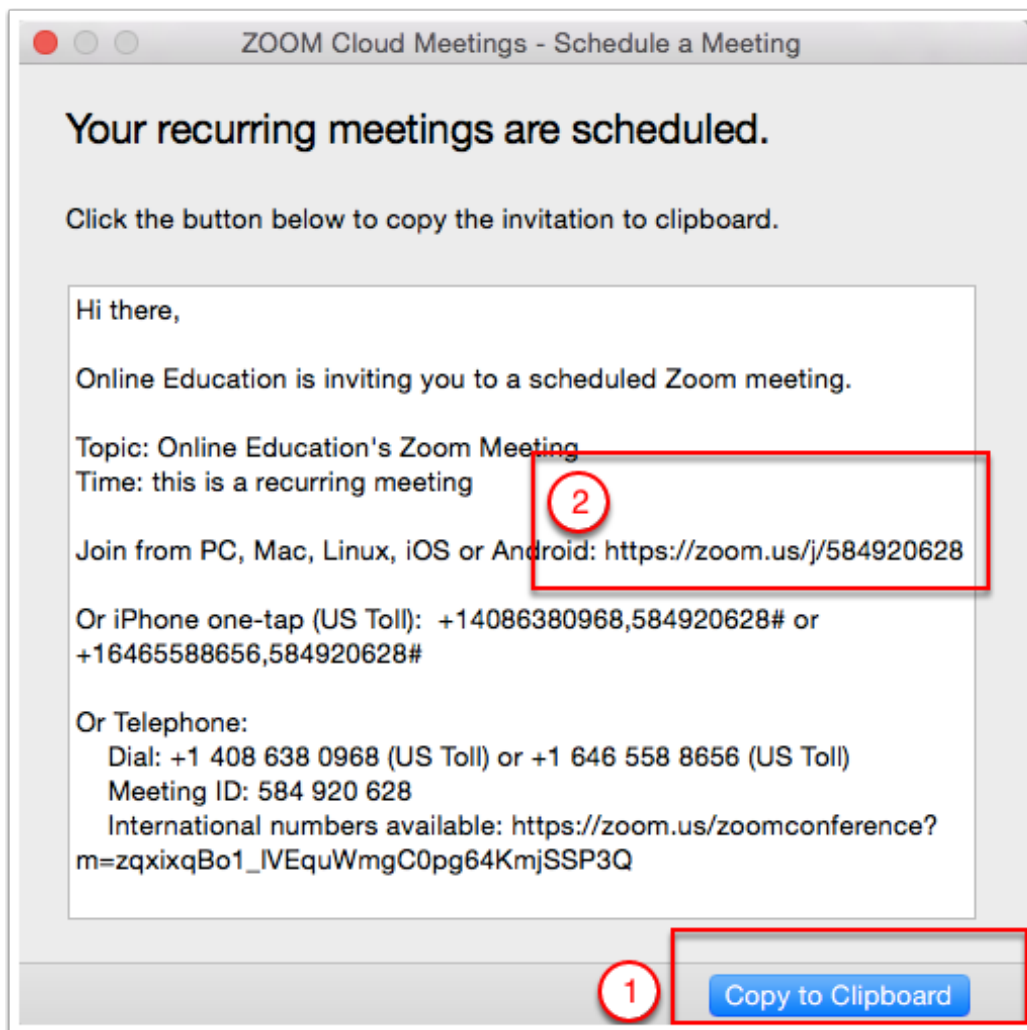 ZOOM Cloud Meetings - Schedule a Meeting
Your recurring meetings are scheduled.
Click the button below to copy the invitation to clipboard.
Hi there,
Online Education is inviting you to a scheduled Zoom meeting.
Topic: Online Education's Zoom Meeting
Time: this is a recurring meeting
2
Join from PC, Mac, Linux, iOS or Android: https://zoom.us/j/584920628
Or iPhone one-tap (US Toll):  +14086380968,584920628# or
+16465588656,584920628#
Or Telephone:
Dial: +1 408 638 0968 (US Toll) or +1 646 558 8656 (US Toll)
Meeting ID: 584 920 628
International numbers available: https://zoom.us/zoomconference?
m=zqxixqBo1_lVEquWmgC0pg64KmjSSP3Q
1
Copy to Clipboard